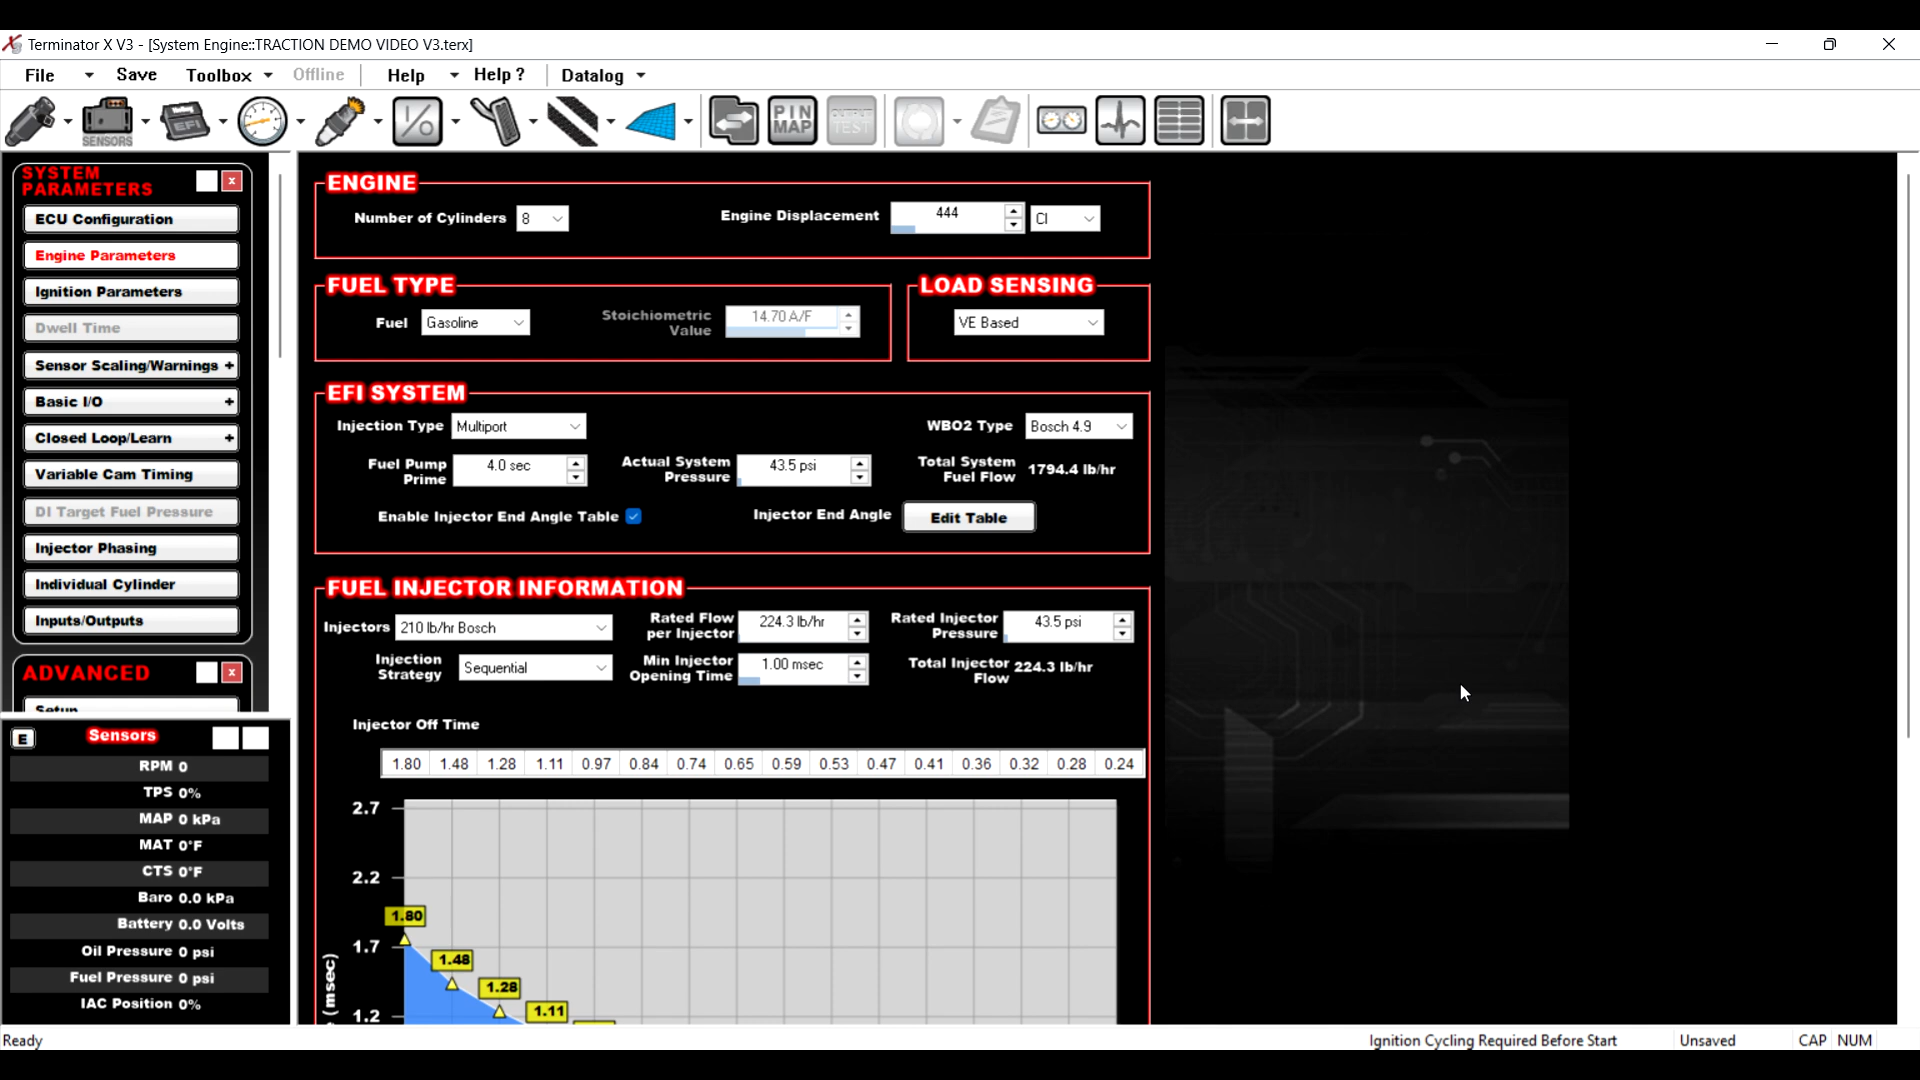 Terminator X V3 - [System Engine::TRACTION DEMO VIDEO V3.terx]
File Save Toolbox Offline Help Help ? Datalog
SENSORS EFI 1/0 PIN MAP OUTPUT TEST
SYSTEM
PARAMETERS
x
ECU Configuration
Engine Parameters
Ignition Parameters
Dwell Time
Sensor Scaling/Warnings +
Basic I/O +
Closed Loop/Learn +
Variable Cam Timing
DI Target Fuel Pressure
Injector Phasing
Individual Cylinder
Inputs/Outputs
ADVANCED
x
Setup
E Sensors
RPM 0
TPS 0%
MAP 0 kPa
MAT 0°F
CTS 0°F
Baro 0.0 kPa
Battery 0.0 Volts
Oil Pressure 0 psi
Fuel Pressure 0 psi
IAC Position 0%
ENGINE
Number of Cylinders 8 Engine Displacement 444 CI
FUEL TYPE
Fuel Gasoline Stoichiometric Value 14.70 A/F
LOAD SENSING
VE Based
EFI SYSTEM
Injection Type Multiport WBO2 Type Bosch 4.9
Fuel Pump Prime 4.0 sec Actual System Pressure 43.5 psi Total System Fuel Flow 1794.4 lb/hr
Enable Injector End Angle Table Injector End Angle Edit Table
FUEL INJECTOR INFORMATION
Injectors 210 lb/hr Bosch Rated Flow per Injector 224.3 lb/hr Rated Injector Pressure 43.5 psi
Injection Strategy Sequential Min Injector Opening Time 1.00 msec Total Injector Flow 224.3 lb/hr
Injector Off Time
1.80 1.48 1.28 1.11 0.97 0.84 0.74 0.65 0.59 0.53 0.47 0.41 0.36 0.32 0.28 0.24
2.7
2.2
1.80
1.7
1.48
1.28
1.11
1.2
(msec)
Ready Ignition Cycling Required Before Start Unsaved CAP NUM